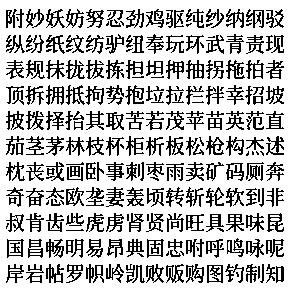 附妙妖妨努忍劲鸡驱纯纱纳纲驳
纵纷纸纹纺驴纽奉玩环武青责现
表规抹拢拔拣担坦押抽拐拖拍者
顶拆拥抵拘势抱垃拉拦拌幸招坡
披拨择抬其取苦若茂苹苗英范直
茄茎茅林枝杯柜析板松枪构杰述
枕丧或画卧事刺枣雨卖矿码厕奔
奇奋态欧垄妻轰顷转斩轮软到非
叔肯齿些虎虏肾贤尚旺具果味昆
国昌畅明易昂典固忠咐呼鸣咏呢
岸岩帖罗帜岭凯败贩购图钓制知